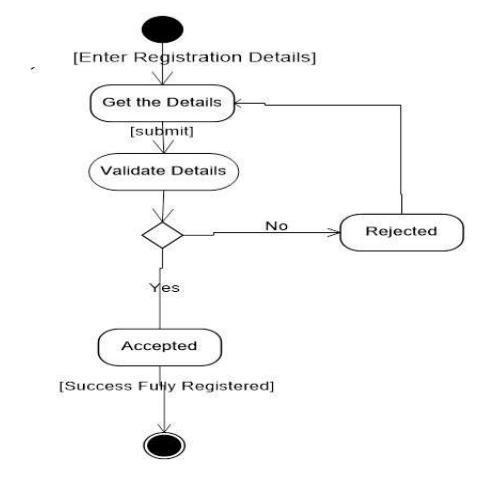 [Enter Registration Details]
Get the Details
[submit]
Validate Details
No
Rejected
Yes
Accepted
[Success Fully Registered]